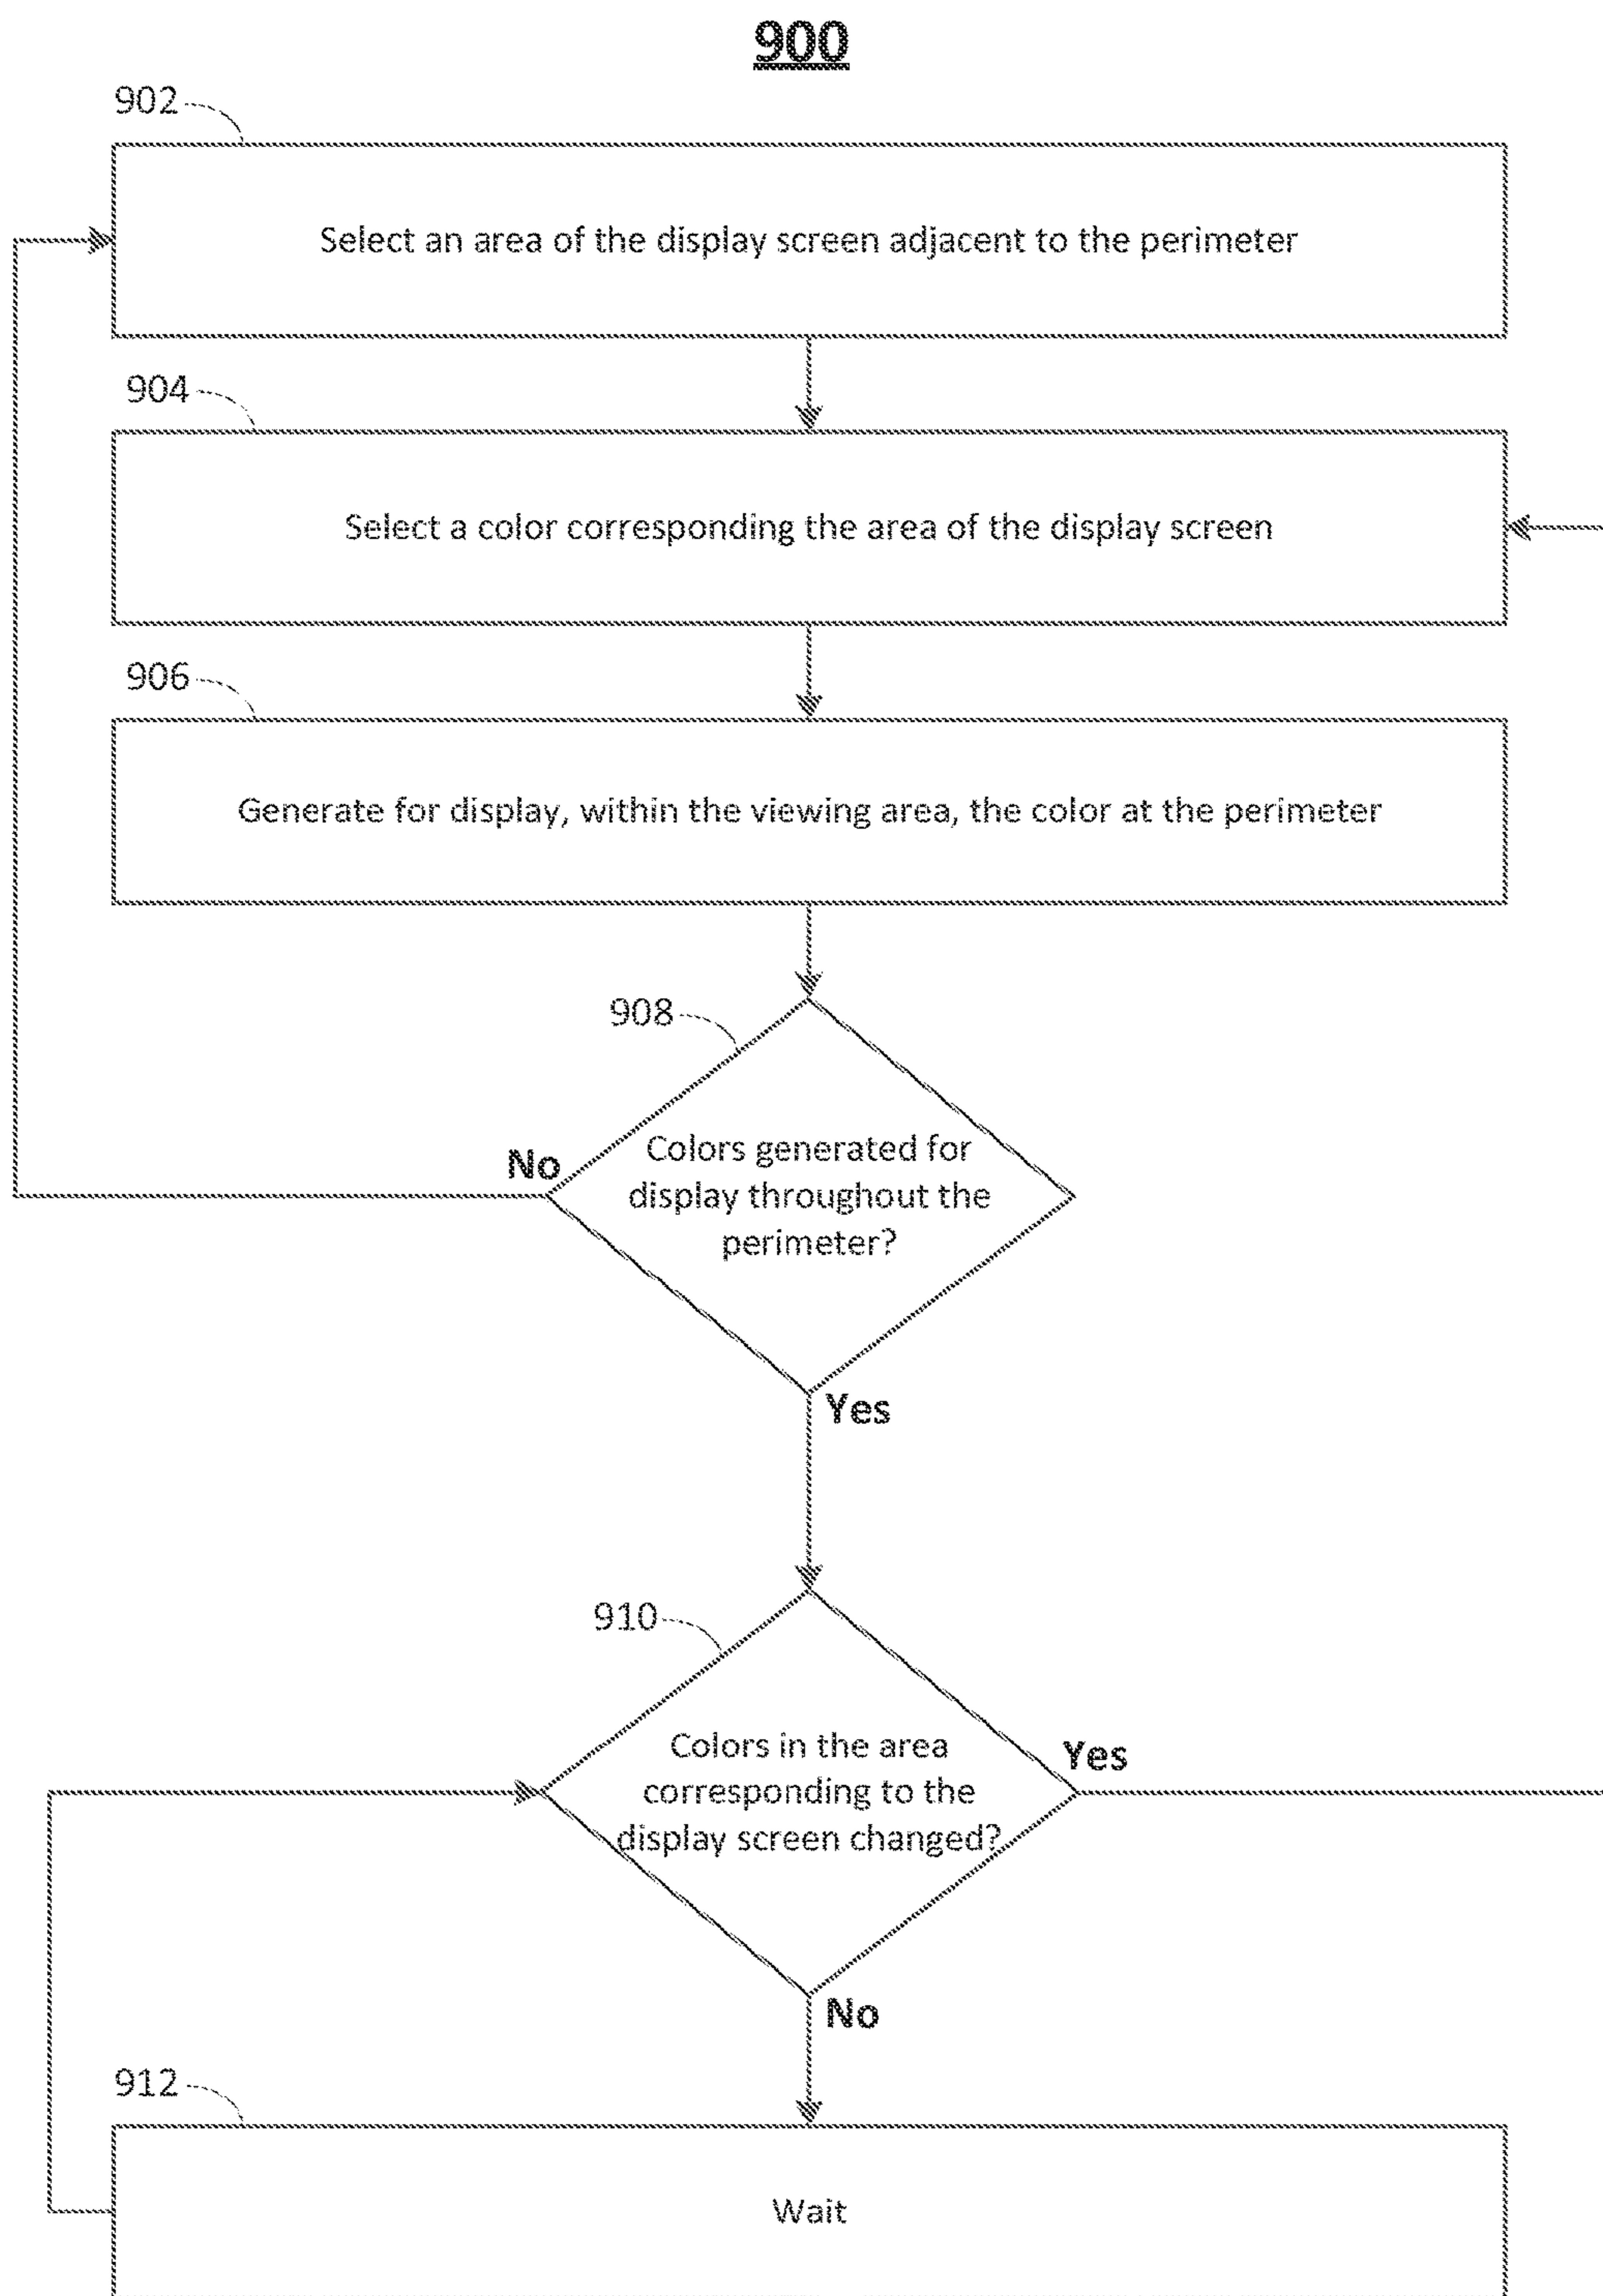 900
902
Select an area of the display screen adjacent to the perimeter
904
Select a color corresponding the area of the display screen
906
Generate for display, within the viewing area, the color at the perimeter
908
Colors generated for
display throughout the
perimeter?
No
Yes
910
Colors in the area
corresponding to the
display screen changed?
Yes
No
912
Wait